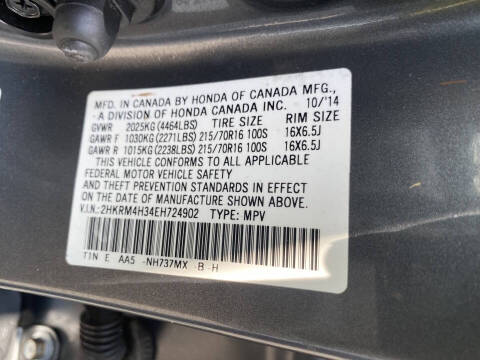 MFD. IN CANADA BY HONDA OF CANADA MFG.,
- A DIVISION OF HONDA CANADA INC. 10/'14
GVWR 2025KG(4464LBS) TIRE SIZE RIM SIZE
GAWR F 1030KG(2271LBS) 215/70R16 100S 16X6.5J
GAWR R 1015KG(2238LBS) 215/70R16 100S 16X6.5J
THIS VEHICLE CONFORMS TO ALL APPLICABLE
FEDERAL MOTOR VEHICLE SAFETY
AND THEFT PREVENTION STANDARDS IN EFFECT
ON THE DATE OF MANUFACTURE SHOWN ABOVE.
V.I.N.:2HKRM4H34EH724902 TYPE: MPV
TIN E AA5 -NH737MX B-H